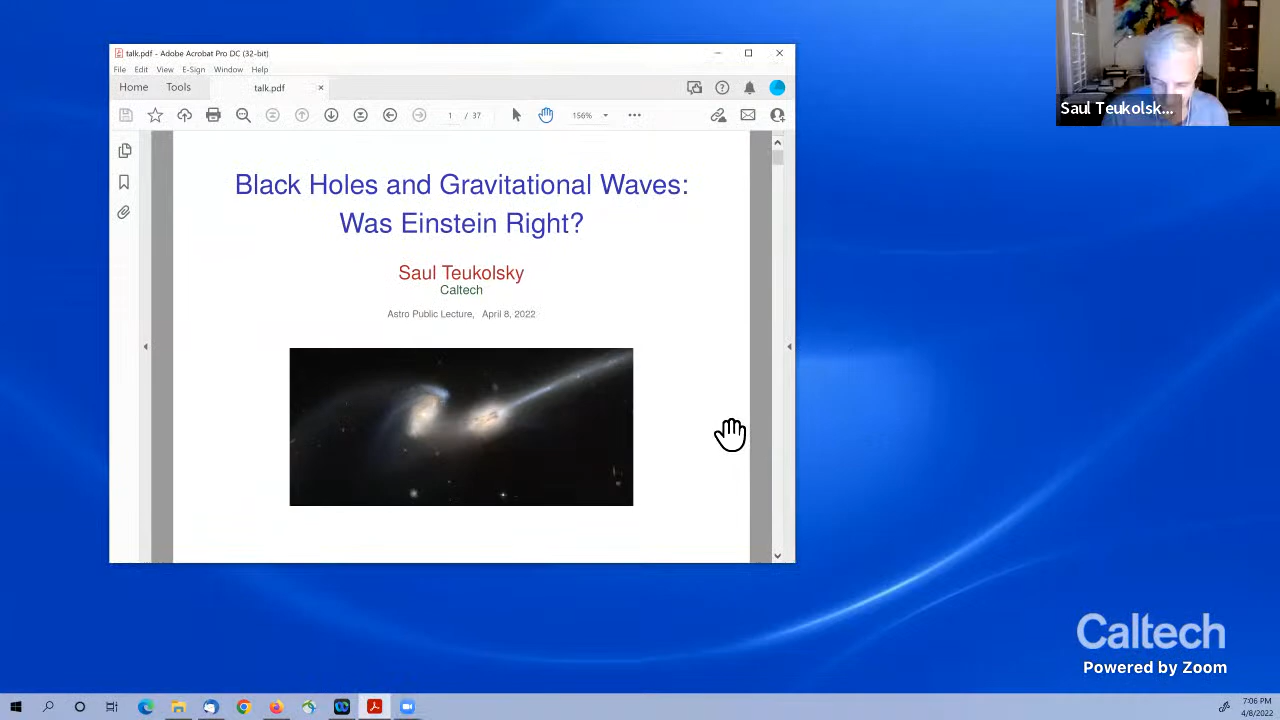 talk.pdf - Adobe Acrobat Pro DC (32-bit)
File Edit View E-Sign Window Help
Home Tools talk.pdf
1 / 37 156%
Black Holes and Gravitational Waves:
Was Einstein Right?
Saul Teukolsky
Caltech
Astro Public Lecture, April 8, 2022
Saul Teukolsk...
Caltech
Powered by Zoom
7:06 PM
4/8/2022